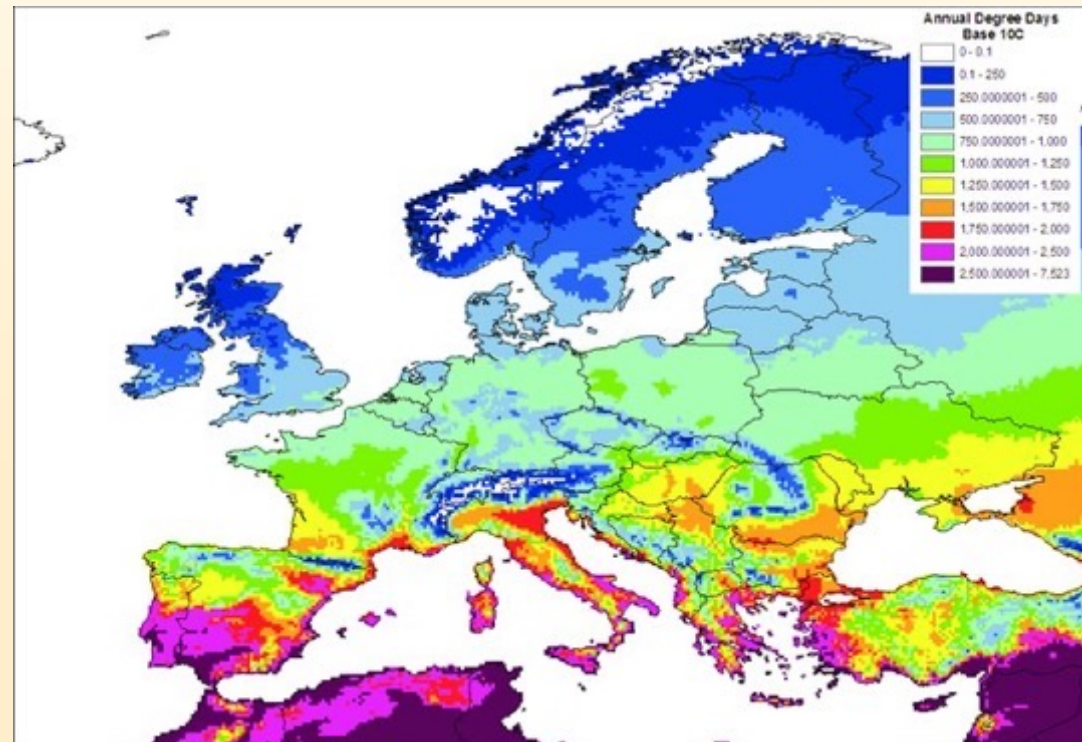 Annual Degree Days
Base 10C
0 - 0.1
0.1 - 250
250.0000001 - 500
500.0000001 - 750
750.0000001 - 1,000
1,000.000001 - 1,250
1,250.000001 - 1,500
1,500.000001 - 1,750
1,750.000001 - 2,000
2,000.000001 - 2,500
2,500.000001 - 7,523